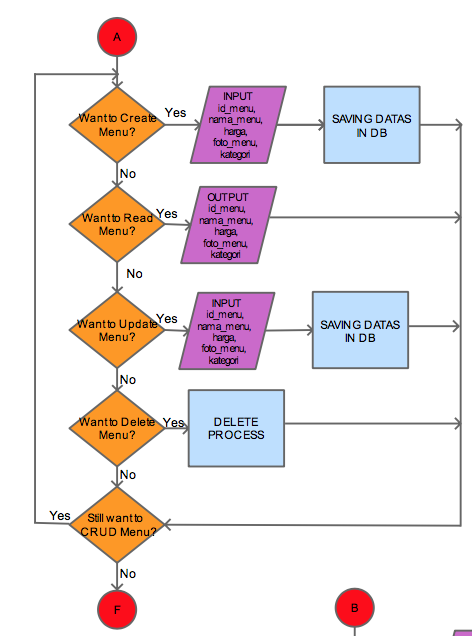 A
Want to Create
Menu?
Yes
INPUT
id_menu,
nama_menu,
harga,
foto_menu,
kategori
SAVING DATAS
IN DB
No
Want to Read
Menu?
Yes
OUTPUT
id_menu,
nama_menu,
harga,
foto_menu,
kategori
No
Want to Update
Menu?
Yes
INPUT
id_menu,
nama_menu,
harga,
foto_menu,
kategori
SAVING DATAS
IN DB
No
Want to Delete
Menu?
Yes
DELETE
PROCESS
No
Yes
Still want to
CRUD Menu?
No
F
B